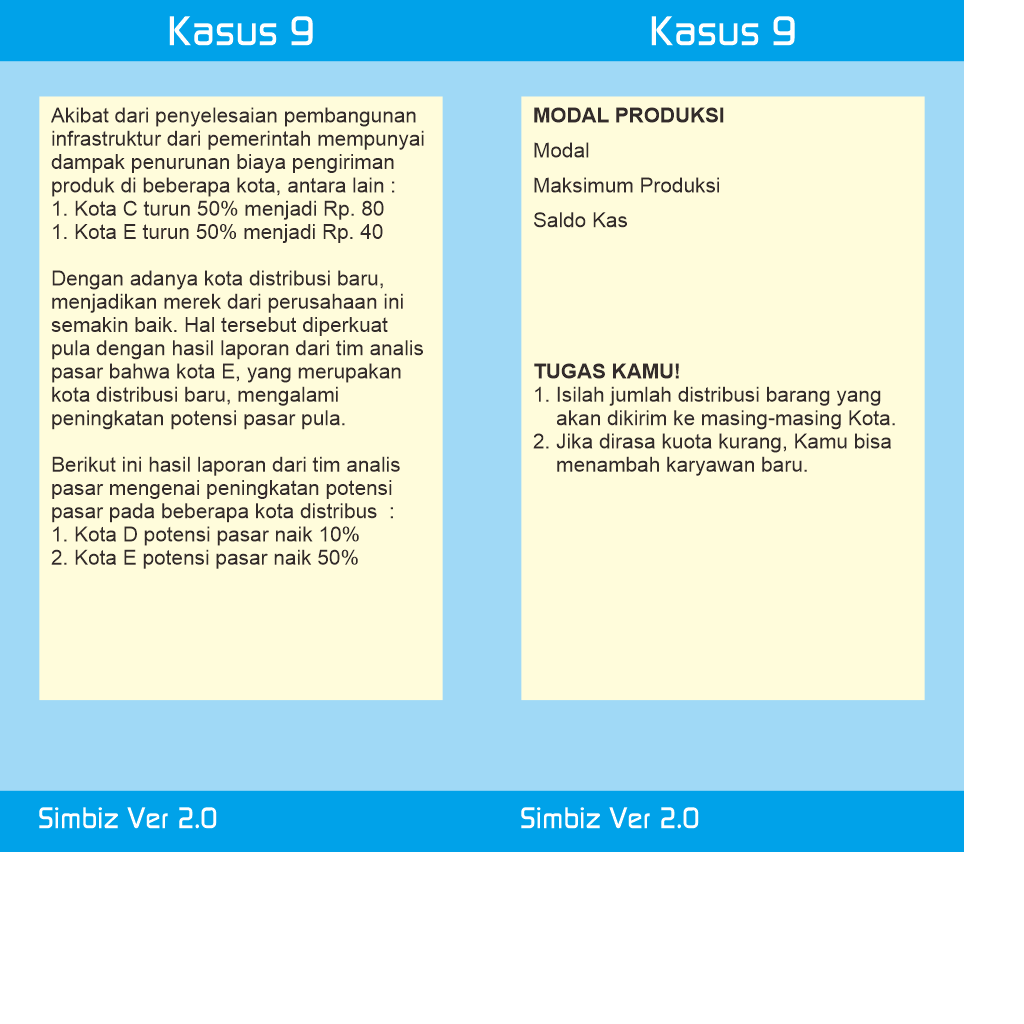 Kasus 9
Akibat dari penyelesaian pembangunan
infrastruktur dari pemerintah mempunyai
dampak penurunan biaya pengiriman
produk di beberapa kota, antara lain :
1. Kota C turun 50% menjadi Rp. 80
1. Kota E turun 50% menjadi Rp. 40
Dengan adanya kota distribusi baru,
menjadikan merek dari perusahaan ini
semakin baik. Hal tersebut diperkuat
pula dengan hasil laporan dari tim analis
pasar bahwa kota E, yang merupakan
kota distribusi baru, mengalami
peningkatan potensi pasar pula.
Berikut ini hasil laporan dari tim analis
pasar mengenai peningkatan potensi
pasar pada beberapa kota distribus  :
1. Kota D potensi pasar naik 10%
2. Kota E potensi pasar naik 50%
Simbiz Ver 2.0
Kasus 9
MODAL PRODUKSI
Modal
Maksimum Produksi
Saldo Kas
TUGAS KAMU!
1. Isilah jumlah distribusi barang yang
akan dikirim ke masing-masing Kota.
2. Jika dirasa kuota kurang, Kamu bisa
menambah karyawan baru.
Simbiz Ver 2.0